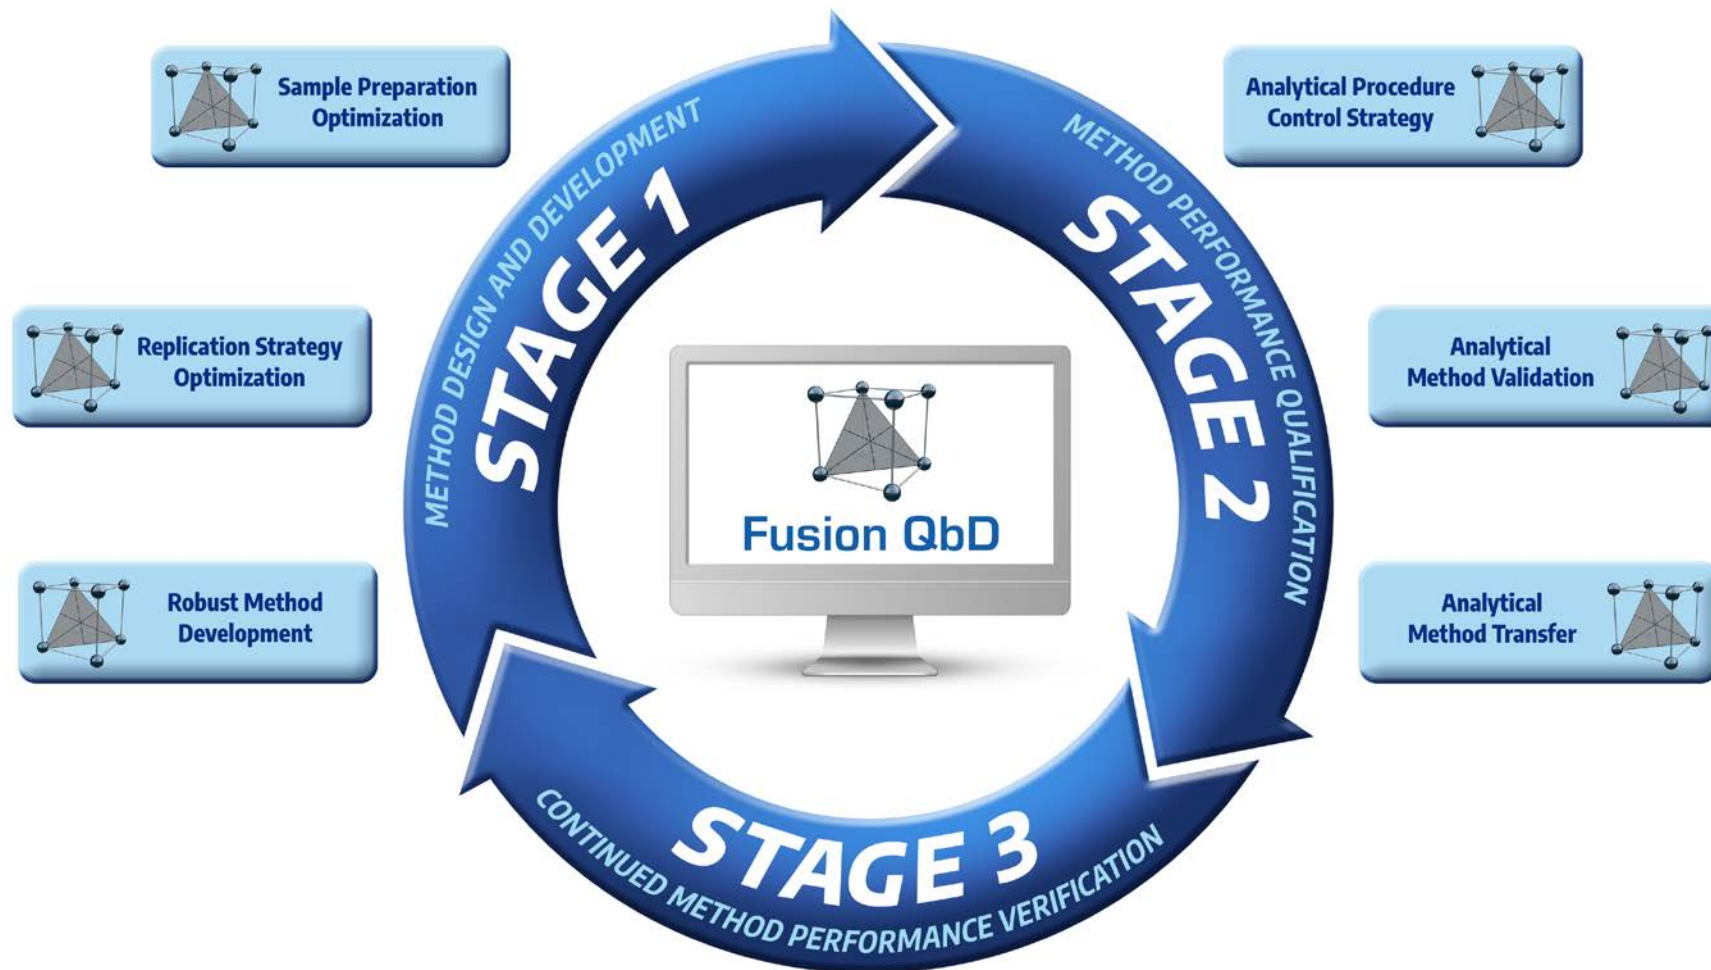 Sample Preparation
Optimization
Replication Strategy
Optimization
Robust Method
Development
METHOD DESIGN AND DEVELOPMENT
STAGE 1
METHOD PERFORMANCE QUALIFICATION
STAGE 2
Fusion QbD
STAGE 3
CONTINUED METHOD PERFORMANCE VERIFICATION
Analytical Procedure
Control Strategy
Analytical
Method Validation
Analytical
Method Transfer